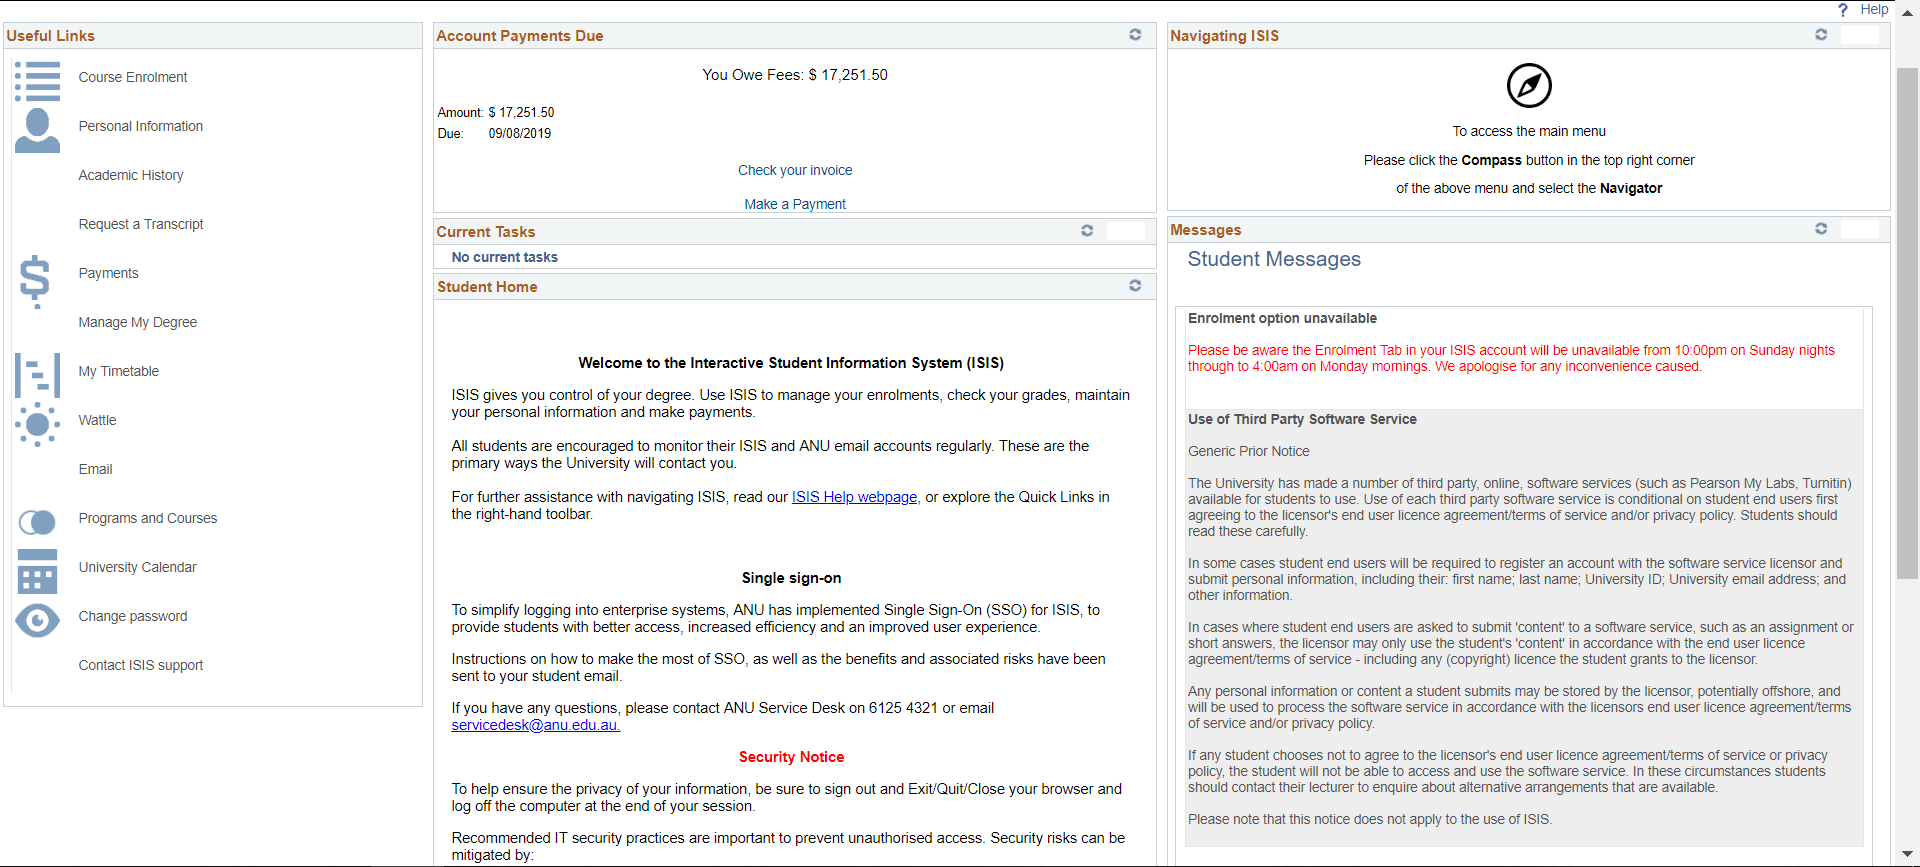 ? Help
Useful Links
Course Enrolment
Personal Information
Academic History
Request a Transcript
Payments
Manage My Degree
My Timetable
Wattle
Email
Programs and Courses
University Calendar
Change password
Contact ISIS support
Account Payments Due
You Owe Fees: $ 17,251.50
Amount: $ 17,251.50
Due: 09/08/2019
Check your invoice
Make a Payment
Current Tasks
No current tasks
Student Home
Welcome to the Interactive Student Information System (ISIS)
ISIS gives you control of your degree. Use ISIS to manage your enrolments, check your grades, maintain
your personal information and make payments.
All students are encouraged to monitor their ISIS and ANU email accounts regularly. These are the
primary ways the University will contact you.
For further assistance with navigating ISIS, read our ISIS Help webpage, or explore the Quick Links in
the right-hand toolbar.
Single sign-on
To simplify logging into enterprise systems, ANU has implemented Single Sign-On (SSO) for ISIS, to
provide students with better access, increased efficiency and an improved user experience.
Instructions on how to make the most of SSO, as well as the benefits and associated risks have been
sent to your student email.
If you have any questions, please contact ANU Service Desk on 6125 4321 or email
servicedesk@anu.edu.au.
Security Notice
To help ensure the privacy of your information, be sure to sign out and Exit/Quit/Close your browser and
log off the computer at the end of your session.
Recommended IT security practices are important to prevent unauthorised access. Security risks can be
mitigated by:
Navigating ISIS
To access the main menu
Please click the Compass button in the top right corner
of the above menu and select the Navigator
Messages
Student Messages
Enrolment option unavailable
Please be aware the Enrolment Tab in your ISIS account will be unavailable from 10:00pm on Sunday nights
through to 4:00am on Monday mornings. We apologise for any inconvenience caused.
Use of Third Party Software Service
Generic Prior Notice
The University has made a number of third party, online, software services (such as Pearson My Labs, Turnitin)
available for students to use. Use of each third party software service is conditional on student end users first
agreeing to the licensor's end user licence agreement/terms of service and/or privacy policy. Students should
read these carefully.
In some cases student end users will be required to register an account with the software service licensor and
submit personal information, including their: first name; last name; University ID; University email address; and
other information.
In cases where student end users are asked to submit 'content' to a software service, such as an assignment or
short answers, the licensor may only use the student's 'content' in accordance with the end user licence
agreement/terms of service - including any (copyright) licence the student grants to the licensor.
Any personal information or content a student submits may be stored by the licensor, potentially offshore, and
will be used to process the software service in accordance with the licensors end user licence agreement/terms
of service and/or privacy policy.
If any student chooses not to agree to the licensor's end user licence agreement/terms of service or privacy
policy, the student will not be able to access and use the software service. In these circumstances students
should contact their lecturer to enquire about alternative arrangements that are available.
Please note that this notice does not apply to the use of ISIS.